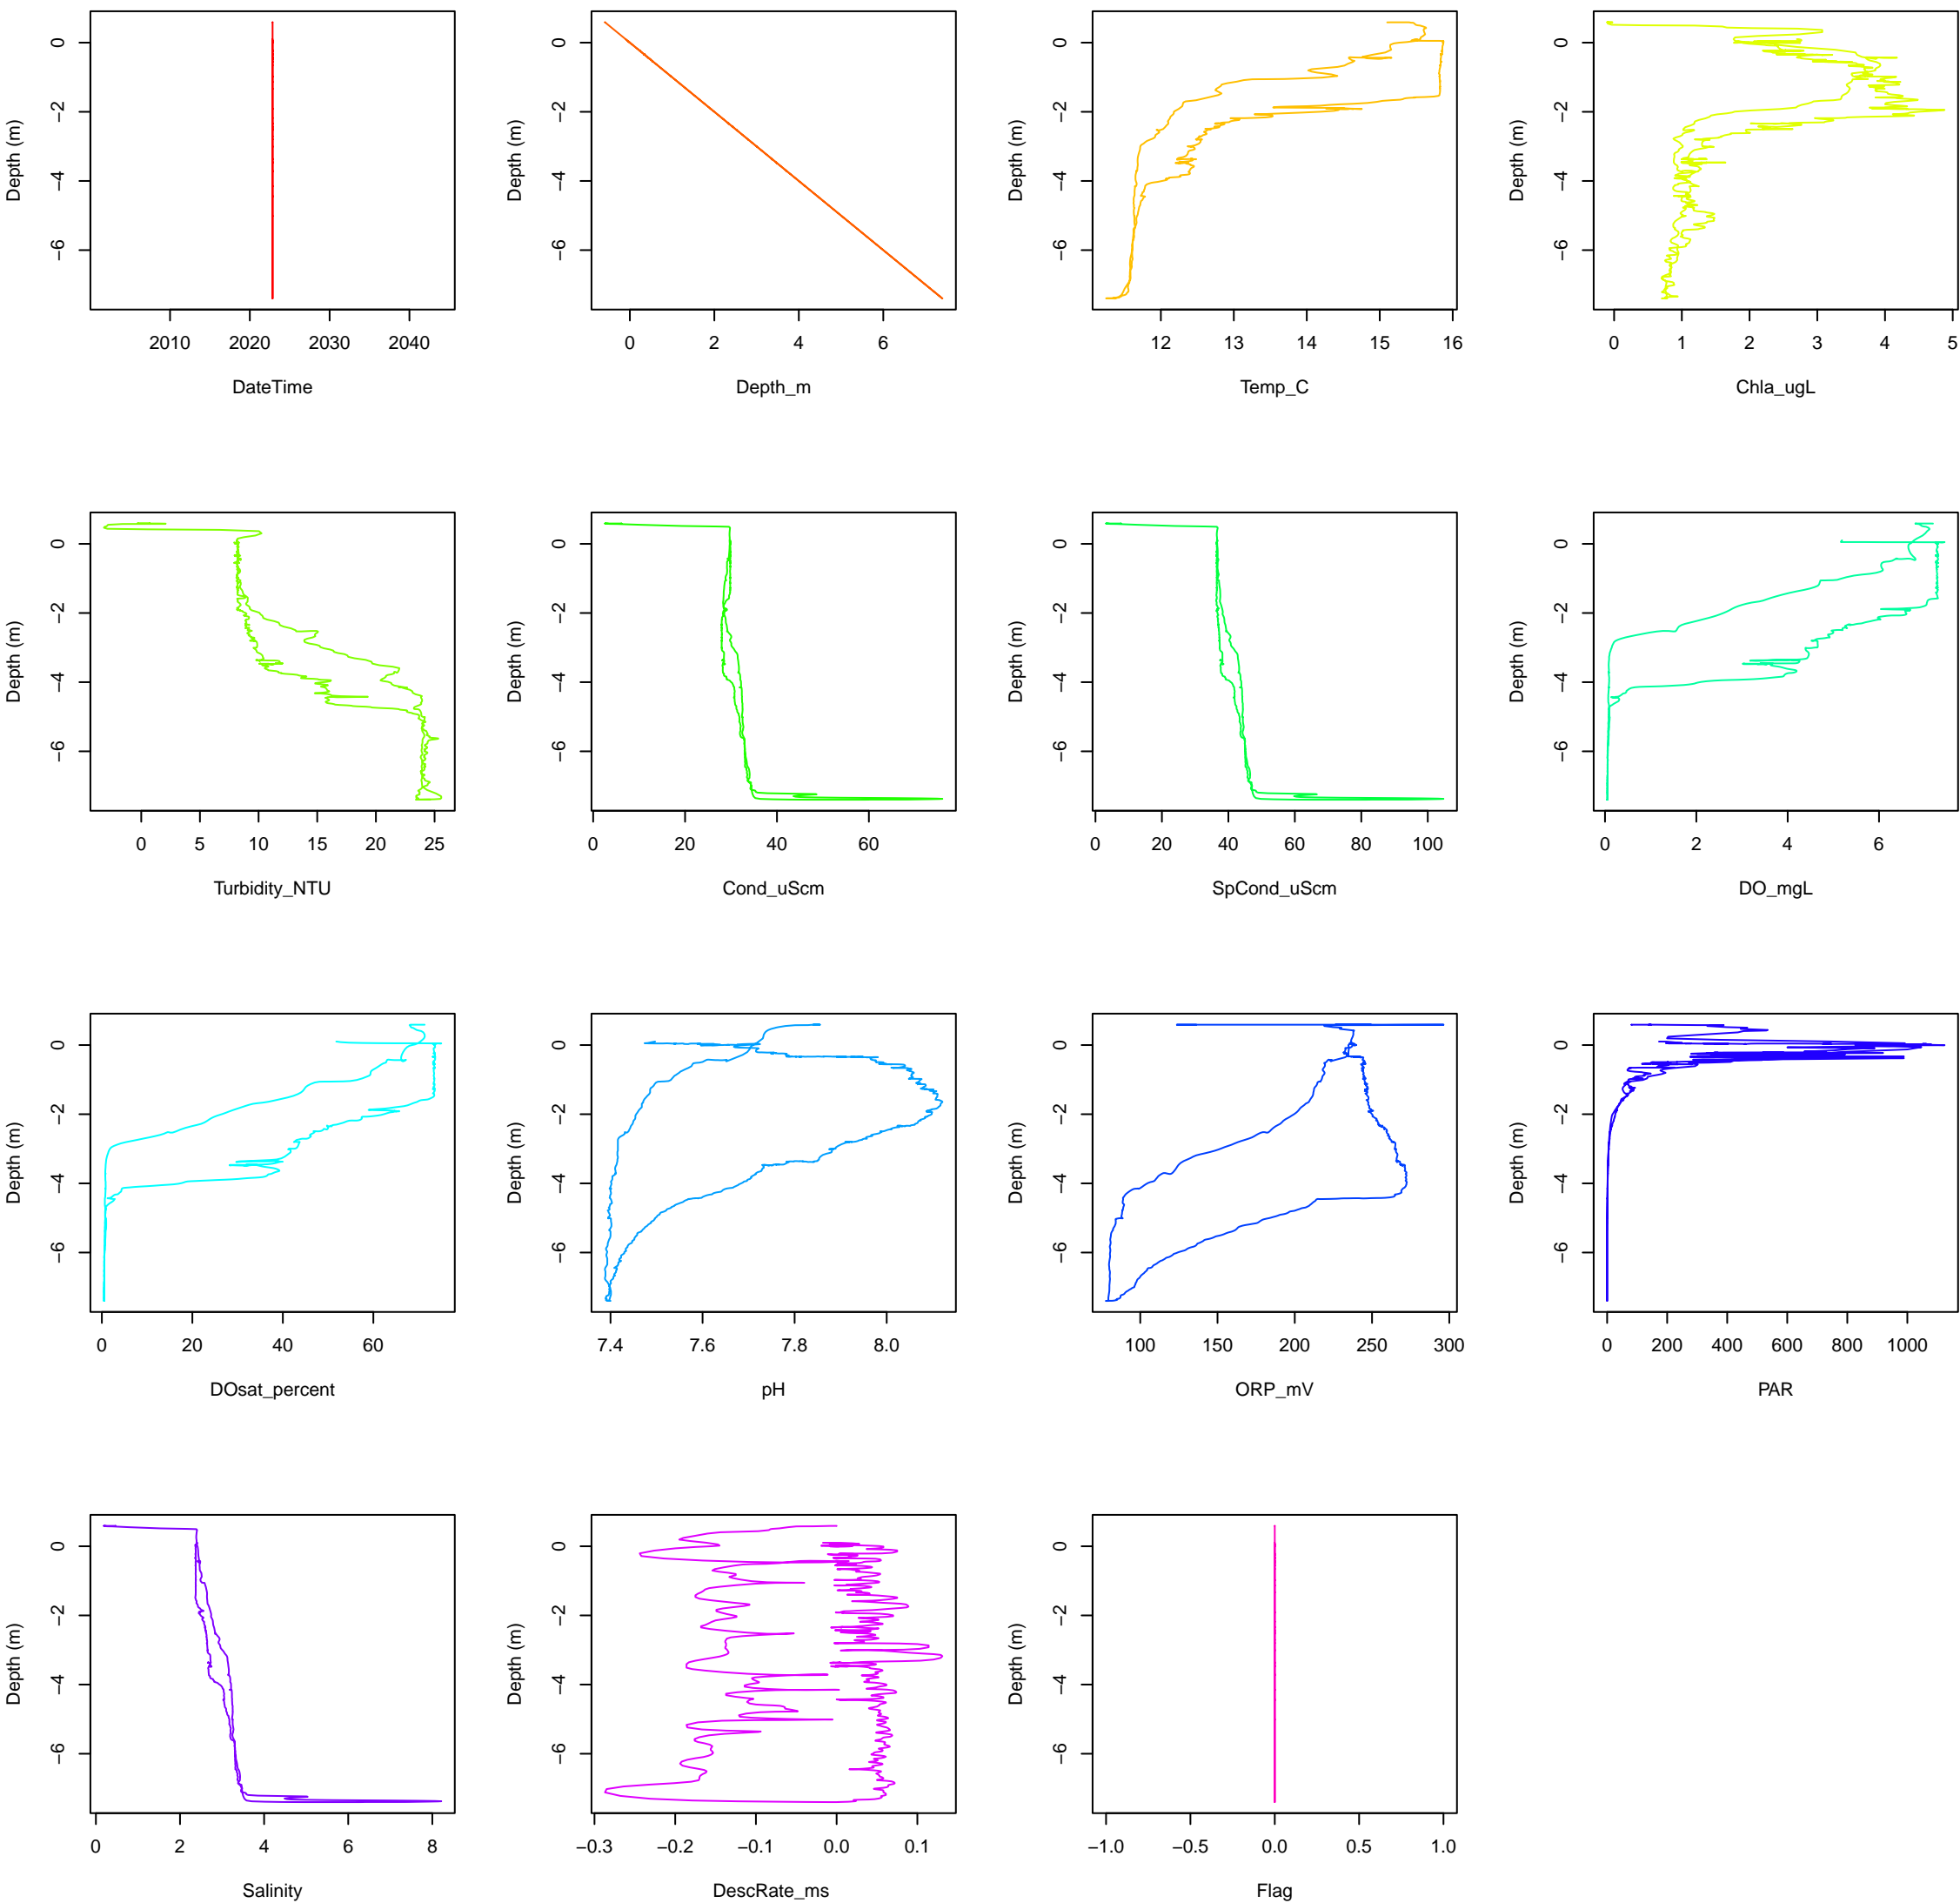 Depth (m)
0
−2
−4
−6
2010 2020 2030 2040
DateTime
Depth (m)
0
−2
−4
−6
0 2 4 6
Depth_m
Depth (m)
0
−2
−4
−6
12 13 14 15 16
Temp_C
Depth (m)
0
−2
−4
−6
0 1 2 3 4 5
Chla_ugL
Depth (m)
0
−2
−4
−6
0 5 10 15 20 25
Turbidity_NTU
Depth (m)
0
−2
−4
−6
0 20 40 60
Cond_uScm
Depth (m)
0
−2
−4
−6
0 20 40 60 80 100
SpCond_uScm
Depth (m)
0
−2
−4
−6
0 2 4 6
DO_mgL
Depth (m)
0
−2
−4
−6
0 20 40 60
DOsat_percent
Depth (m)
0
−2
−4
−6
7.4 7.6 7.8 8.0
pH
Depth (m)
0
−2
−4
−6
100 150 200 250 300
ORP_mV
Depth (m)
0
−2
−4
−6
0 200 400 600 800 1000
PAR
Depth (m)
0
−2
−4
−6
0 2 4 6 8
Salinity
Depth (m)
0
−2
−4
−6
−0.3 −0.2 −0.1 0.0 0.1
DescRate_ms
Depth (m)
0
−2
−4
−6
−1.0 −0.5 0.0 0.5 1.0
Flag